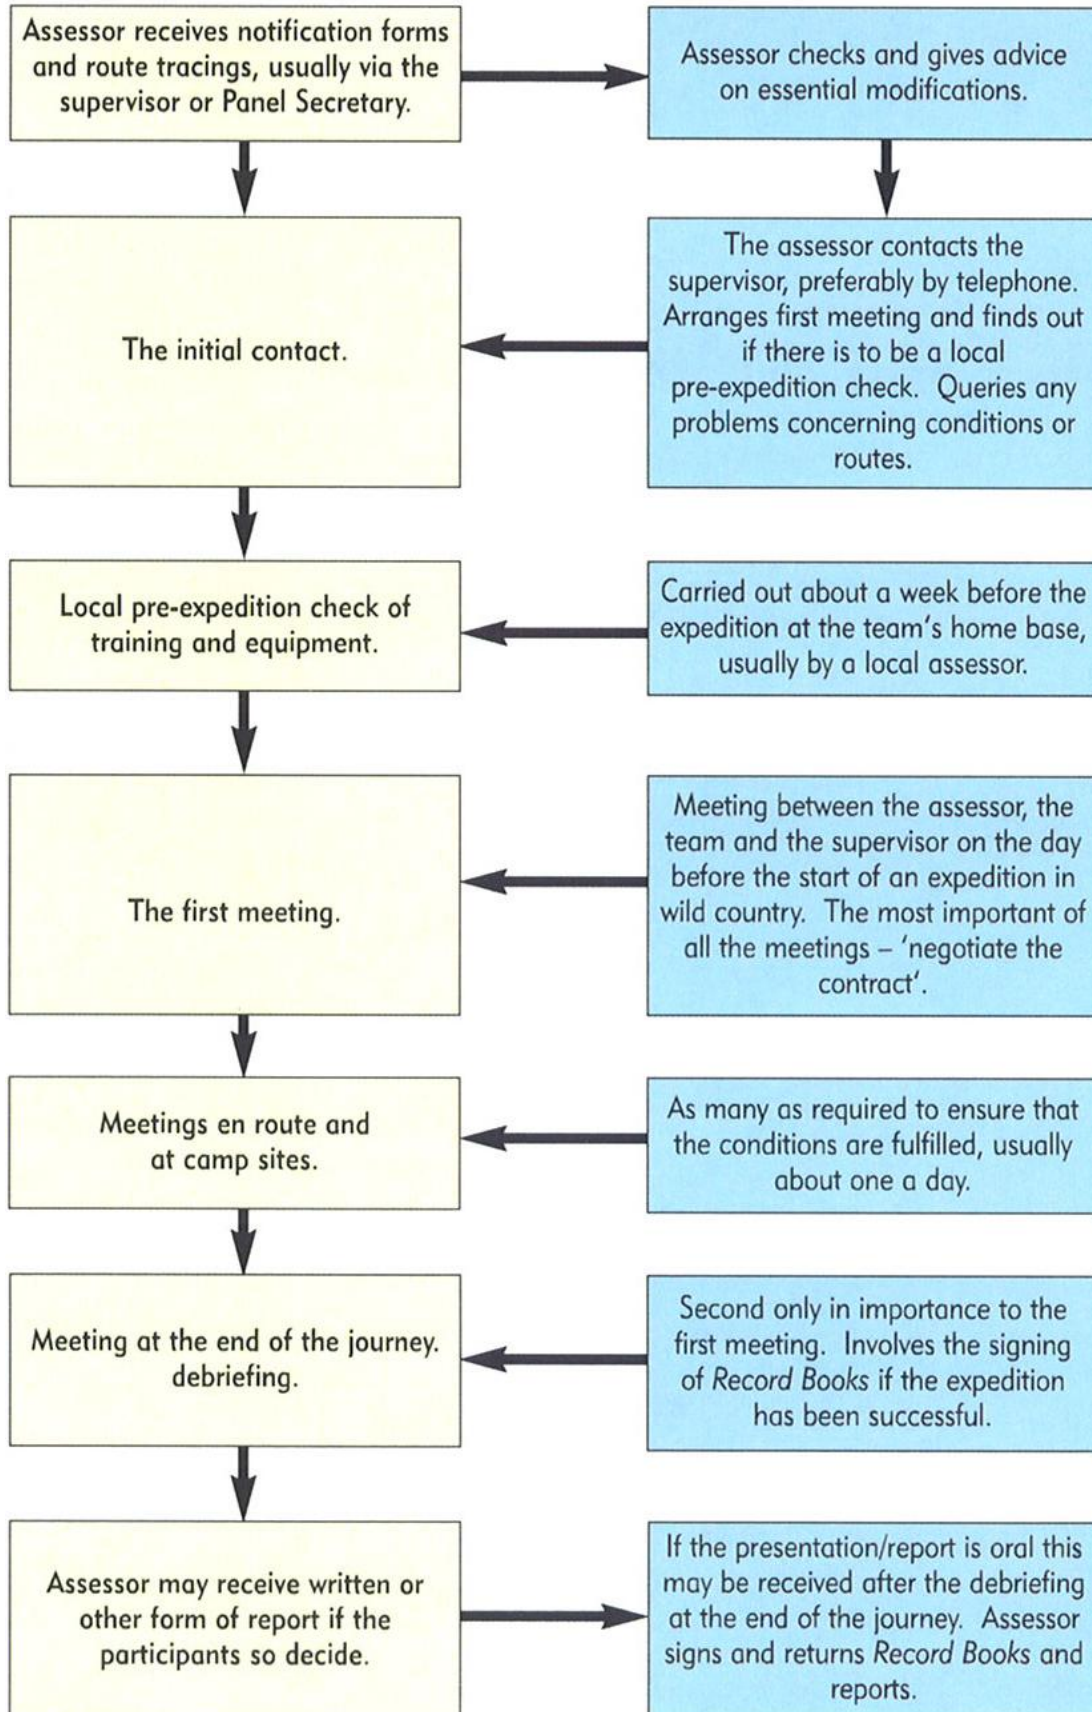 Assessor receives notification forms
and route tracings, usually via the
supervisor or Panel Secretary.
Assessor checks and gives advice
on essential modifications.
The initial contact.
The assessor contacts the
supervisor, preferably by telephone.
Arranges first meeting and finds out
if there is to be a local
pre-expedition check. Queries any
problems concerning conditions or
routes.
Local pre-expedition check of
training and equipment.
Carried out about a week before the
expedition at the team's home base,
usually by a local assessor.
The first meeting.
Meeting between the assessor, the
team and the supervisor on the day
before the start of an expedition in
wild country. The most important of
all the meetings – 'negotiate the
contract'.
Meetings en route and
at camp sites.
As many as required to ensure that
the conditions are fulfilled, usually
about one a day.
Meeting at the end of the journey.
debriefing.
Second only in importance to the
first meeting. Involves the signing
of Record Books if the expedition
has been successful.
Assessor may receive written or
other form of report if the
participants so decide.
If the presentation/report is oral this
may be received after the debriefing
at the end of the journey. Assessor
signs and returns Record Books and
reports.